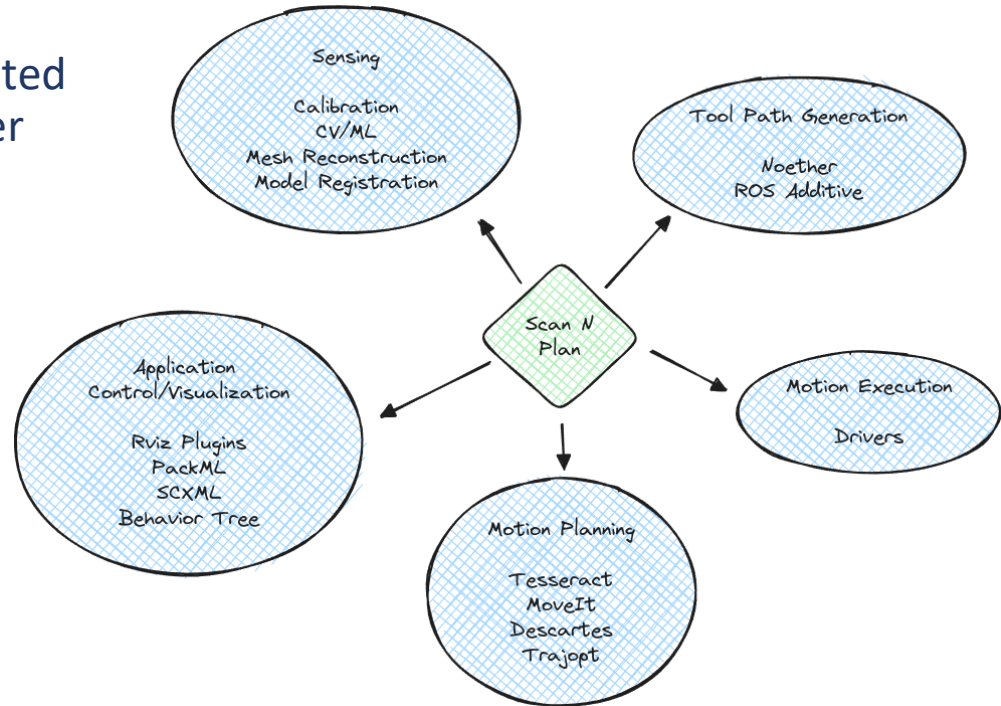 ted
er
Sensing
Calibration
CV/ML
Mesh Reconstruction
Model Registration
Tool Path Generation
Noether
ROS Additive
Scan N
Plan
Application
Control/Visualization
Rviz Plugins
PackML
SCXML
Behavior Tree
Motion Execution
Drivers
Motion Planning
Tesseract
MoveIt
Descartes
Trajopt